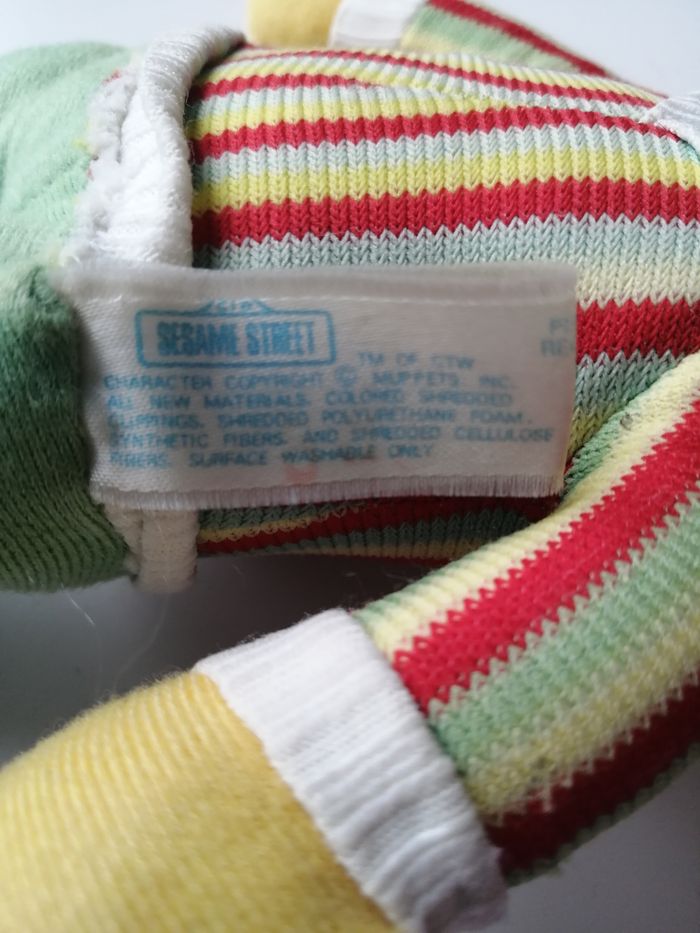 SESAME STREET
TM OF CTW
CHARACTER COPYRIGHT © MUPPETS, INC.
ALL NEW MATERIALS. COLORED SHREDDED
CLIPPINGS, SHREDDED POLYURETHANE FOAM,
SYNTHETIC FIBERS, AND SHREDDED CELLULOSE
FIBERS. SURFACE WASHABLE ONLY